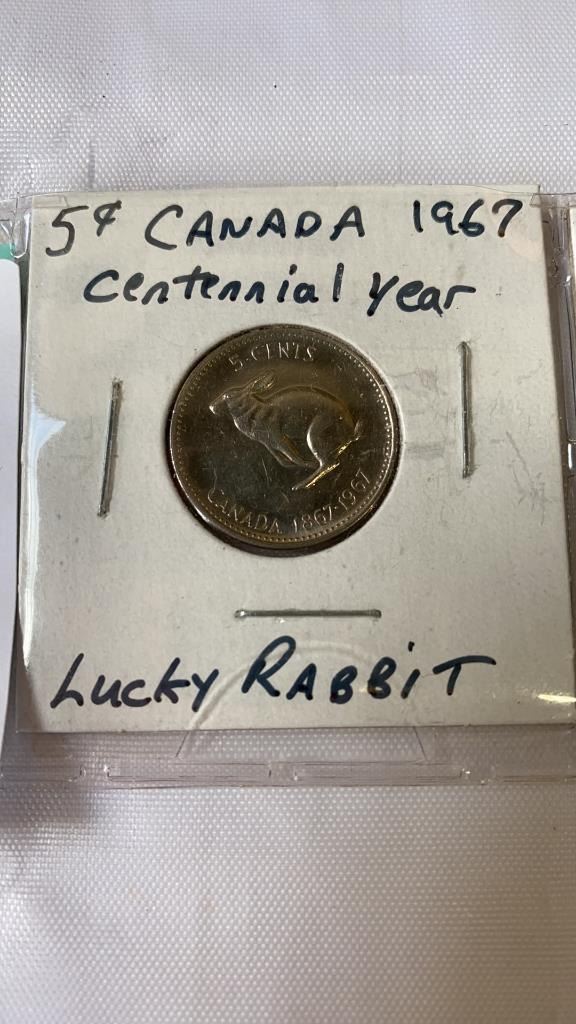 5¢ CANADA 1967
centennial year
5 CENTS
CANADA 1867-1967
Lucky RABBiT